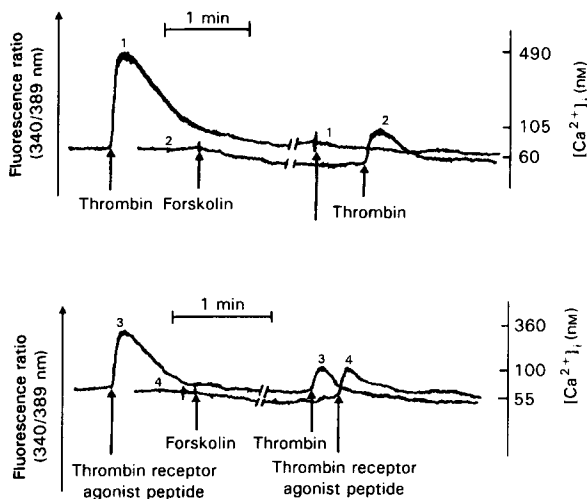 1 min
Fluorescence ratio
(340/389 nm)
1
2
1
2
490
105
60
[Ca²⁺]ᵢ (nM)
Thrombin
Forskolin
Thrombin
1 min
Fluorescence ratio
(340/389 nm)
3
4
3
4
360
100
55
[Ca²⁺]ᵢ (nM)
Forskolin
Thrombin
Thrombin receptor
agonist peptide
Thrombin receptor
agonist peptide